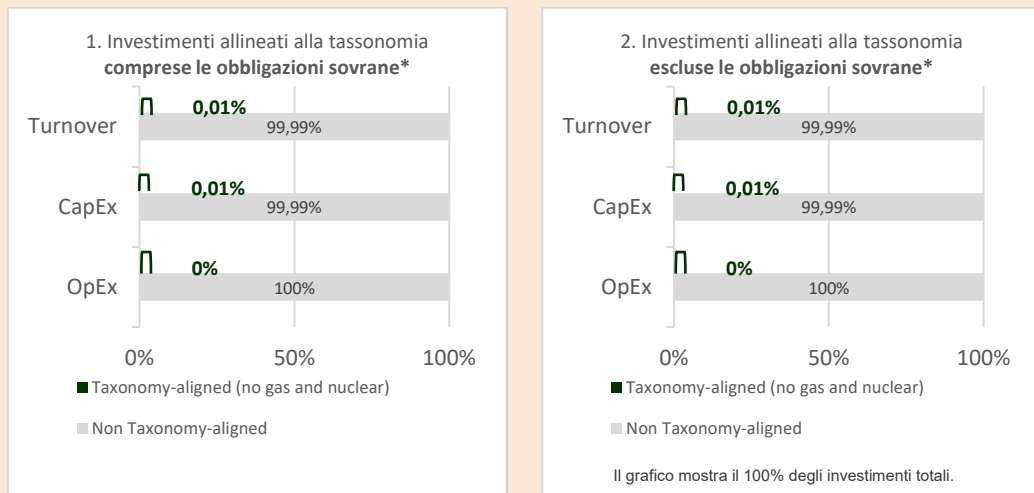 1. Investimenti allineati alla tassonomia
comprese le obbligazioni sovrane*
0,01%
Turnover
99,99%
0,01%
CapEx
99,99%
0%
OpEx
100%
0% 50% 100%
Taxonomy-aligned (no gas and nuclear)
Non Taxonomy-aligned
2. Investimenti allineati alla tassonomia
escluse le obbligazioni sovrane*
0,01%
Turnover
99,99%
0,01%
CapEx
99,99%
0%
OpEx
100%
0% 50% 100%
Taxonomy-aligned (no gas and nuclear)
Non Taxonomy-aligned
Il grafico mostra il 100% degli investimenti totali.